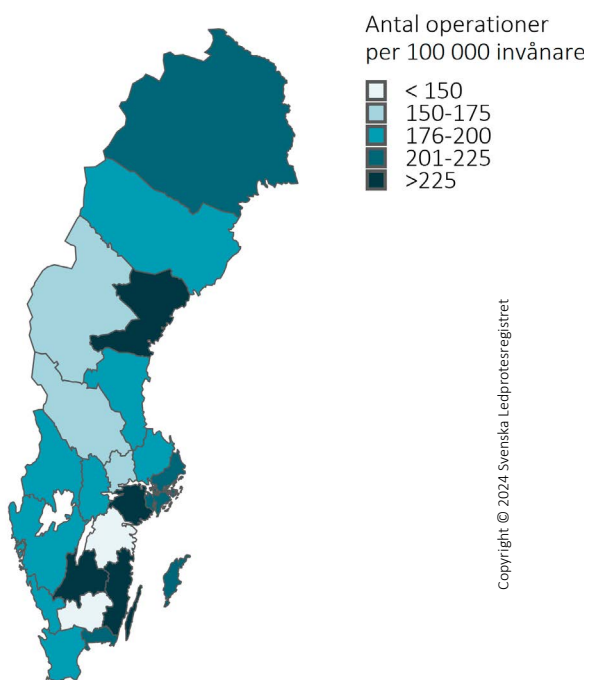 Antal operationer
per 100 000 invånare
< 150
150-175
176-200
201-225
>225
Copyright © 2024 Svenska Ledprotesregistret